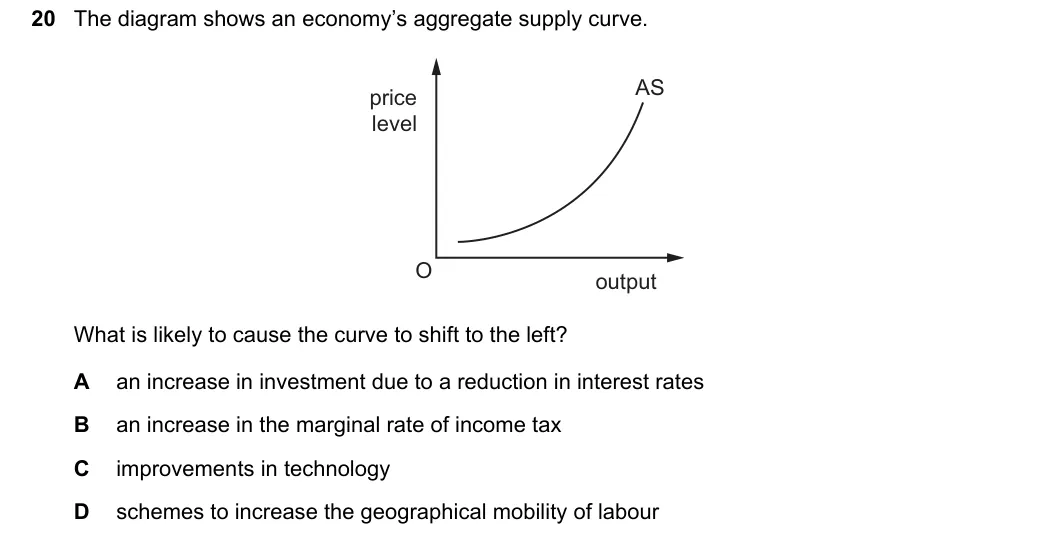 20 The diagram shows an economy’s aggregate supply curve.
price
level
AS
O
output
What is likely to cause the curve to shift to the left?
A an increase in investment due to a reduction in interest rates
B an increase in the marginal rate of income tax
C improvements in technology
D schemes to increase the geographical mobility of labour